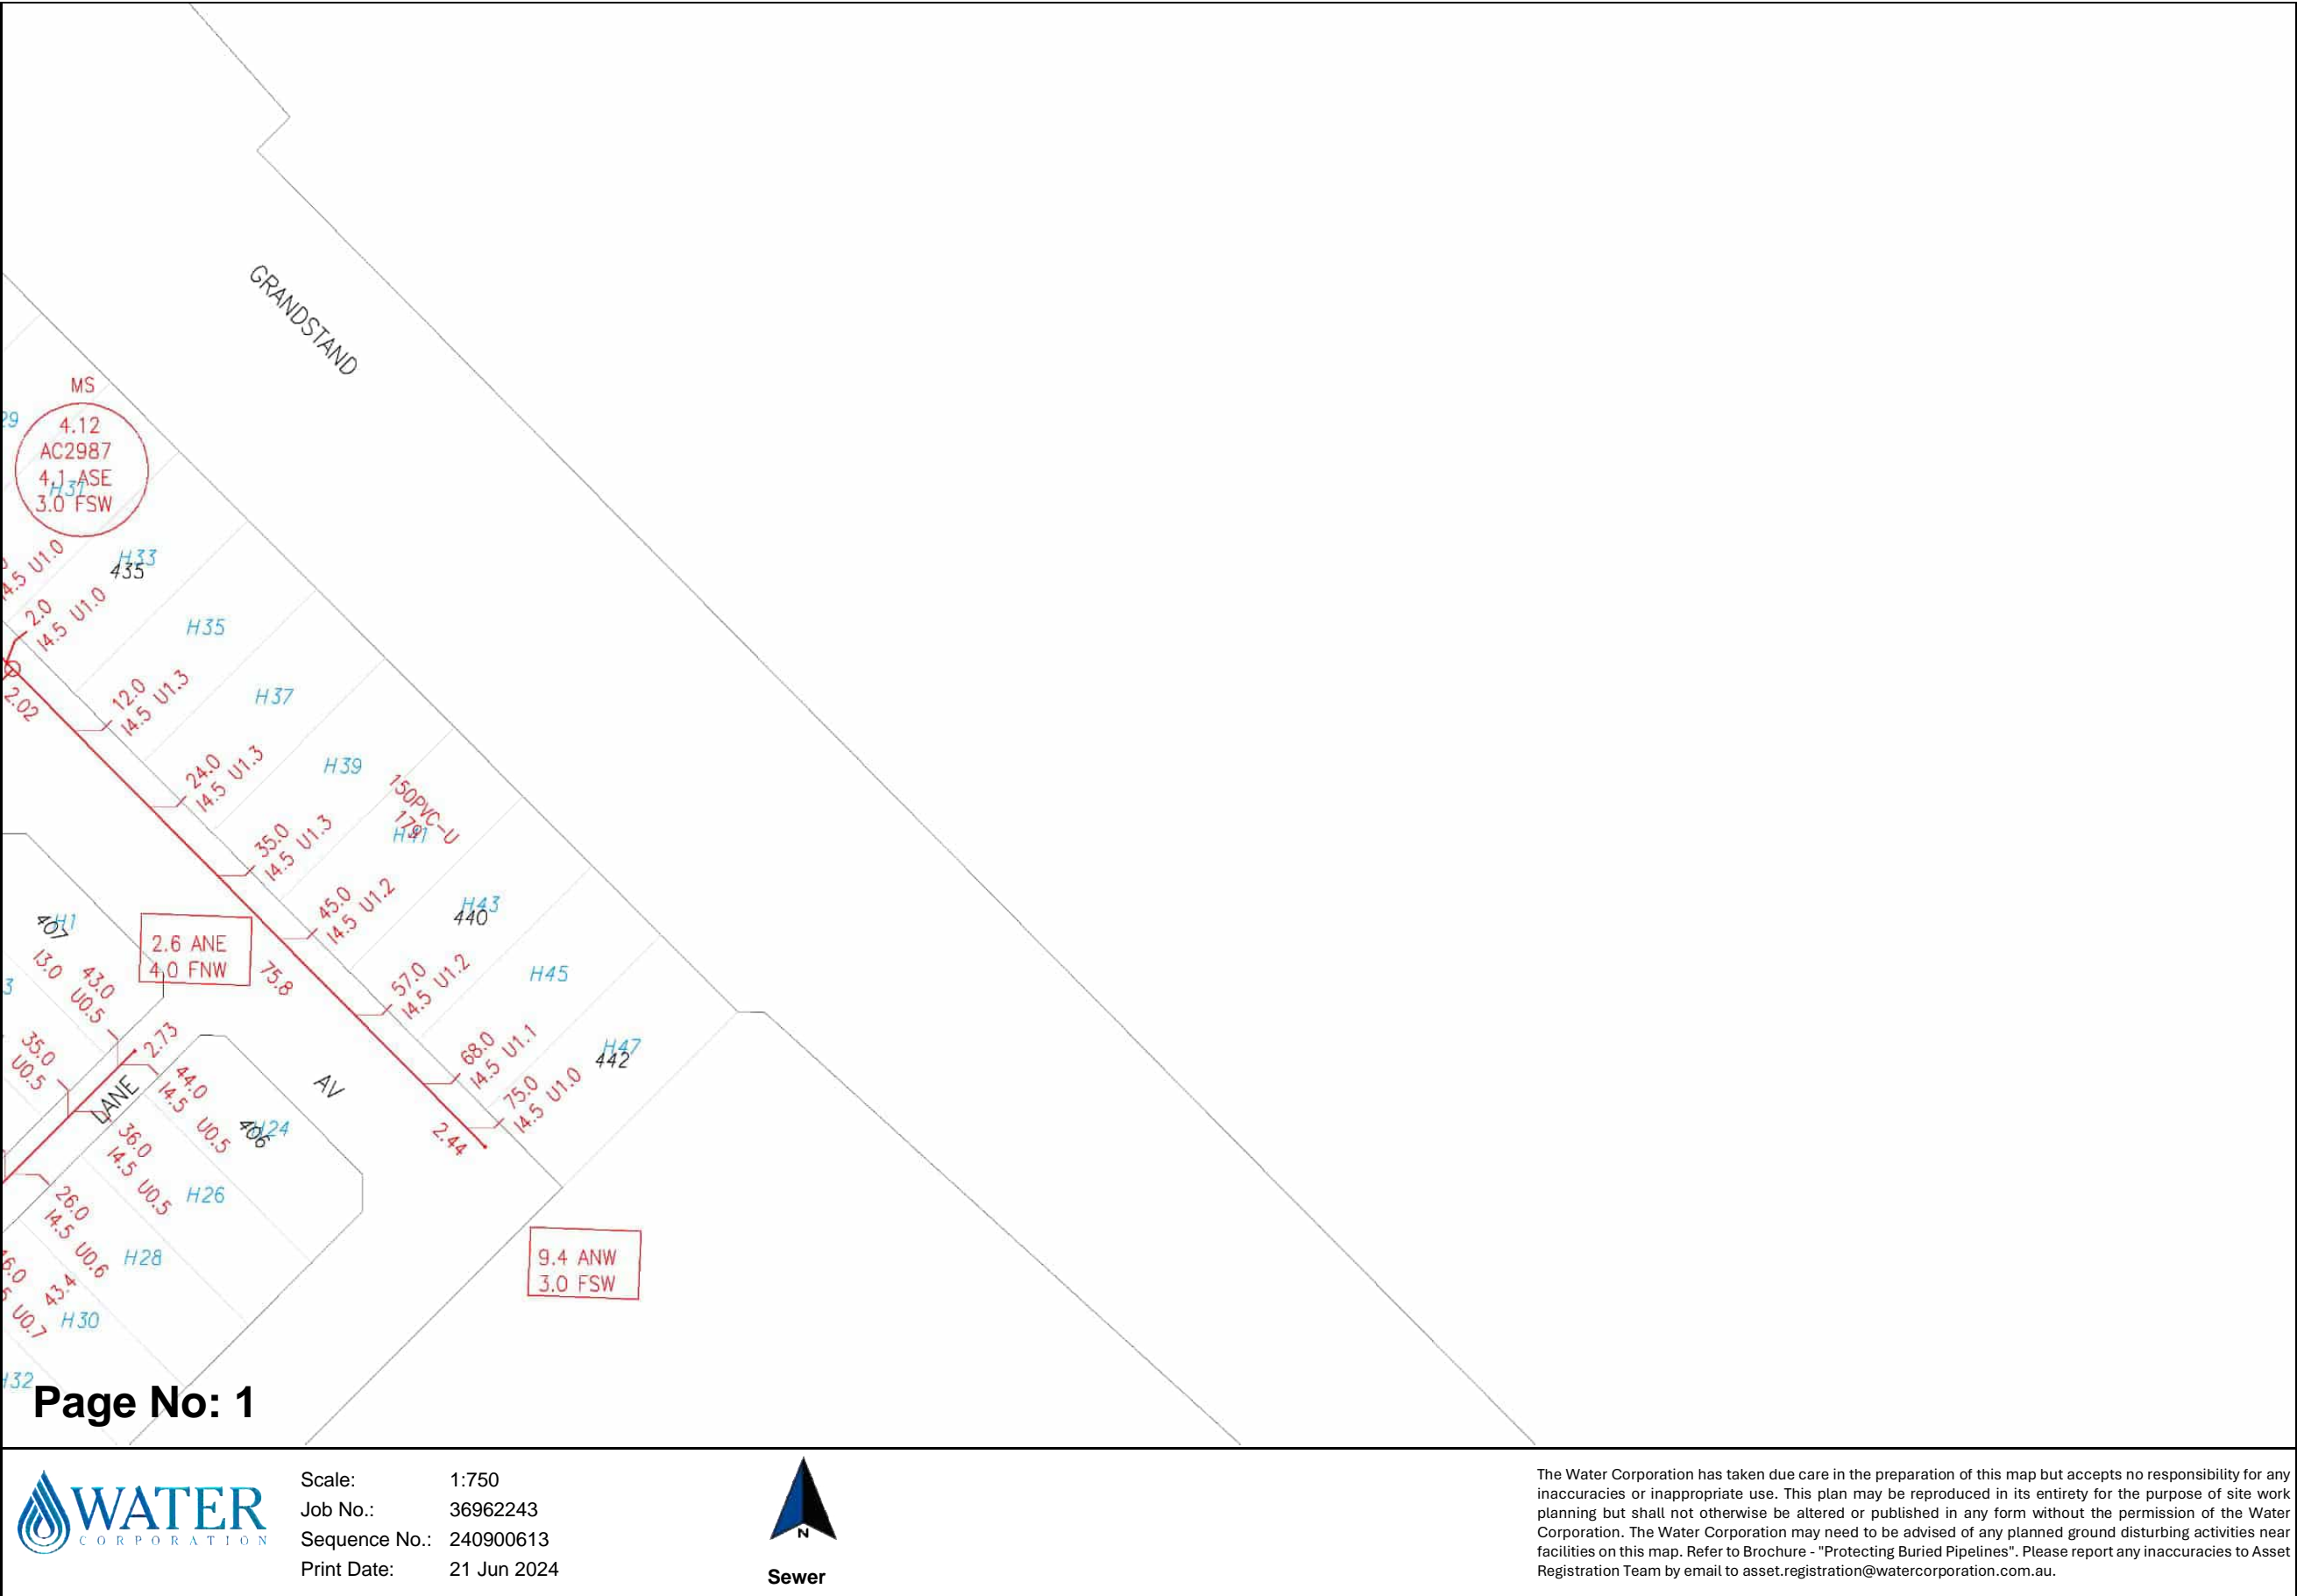 GRANDSTAND
MS
29
4.12
AC2987
4.1 ASE
3.0 FSW
H31
14.5 U1.0
H33
435
2.0
14.5 U1.0
H35
2.02
12.0
14.5 U1.3
H37
24.0
14.5 U1.3
H39
150PVC-U
179
H41
35.0
14.5 U1.3
45.0
14.5 U1.2
H43
440
H1
407
2.6 ANE
4.0 FNW
75.8
57.0
14.5 U1.2
H45
13.0
43.0
U0.5
3
2.73
35.0
U0.5
68.0
14.5 U1.1
H47
442
LANE
44.0
14.5 U0.5
AV
75.0
14.5 U1.0
H24
406
2.44
36.0
14.5 U0.5
H26
26.0
14.5 U0.6
H28
9.4 ANW
3.0 FSW
6.0
5 U0.7
43.4
H30
H32
Page No: 1
WATER
CORPORATION
Scale: 1:750
Job No.: 36962243
Sequence No.: 240900613
Print Date: 21 Jun 2024
N
Sewer
The Water Corporation has taken due care in the preparation of this map but accepts no responsibility for any
inaccuracies or inappropriate use. This plan may be reproduced in its entirety for the purpose of site work
planning but shall not otherwise be altered or published in any form without the permission of the Water
Corporation. The Water Corporation may need to be advised of any planned ground disturbing activities near
facilities on this map. Refer to Brochure - "Protecting Buried Pipelines". Please report any inaccuracies to Asset
Registration Team by email to asset.registration@watercorporation.com.au.